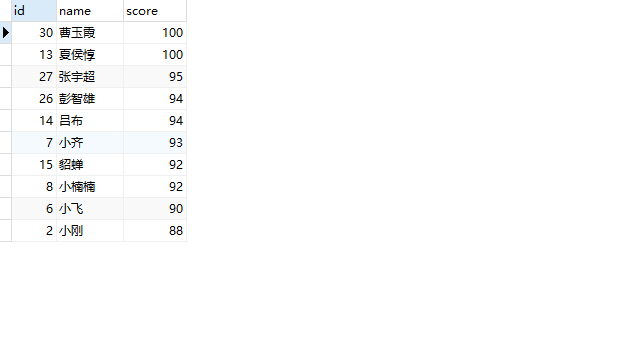 id name score
30 曹玉霞 100
13 夏侯惇 100
27 张宇超 95
26 彭智雄 94
14 吕布 94
7 小齐 93
15 貂蝉 92
8 小楠楠 92
6 小飞 90
2 小刚 88